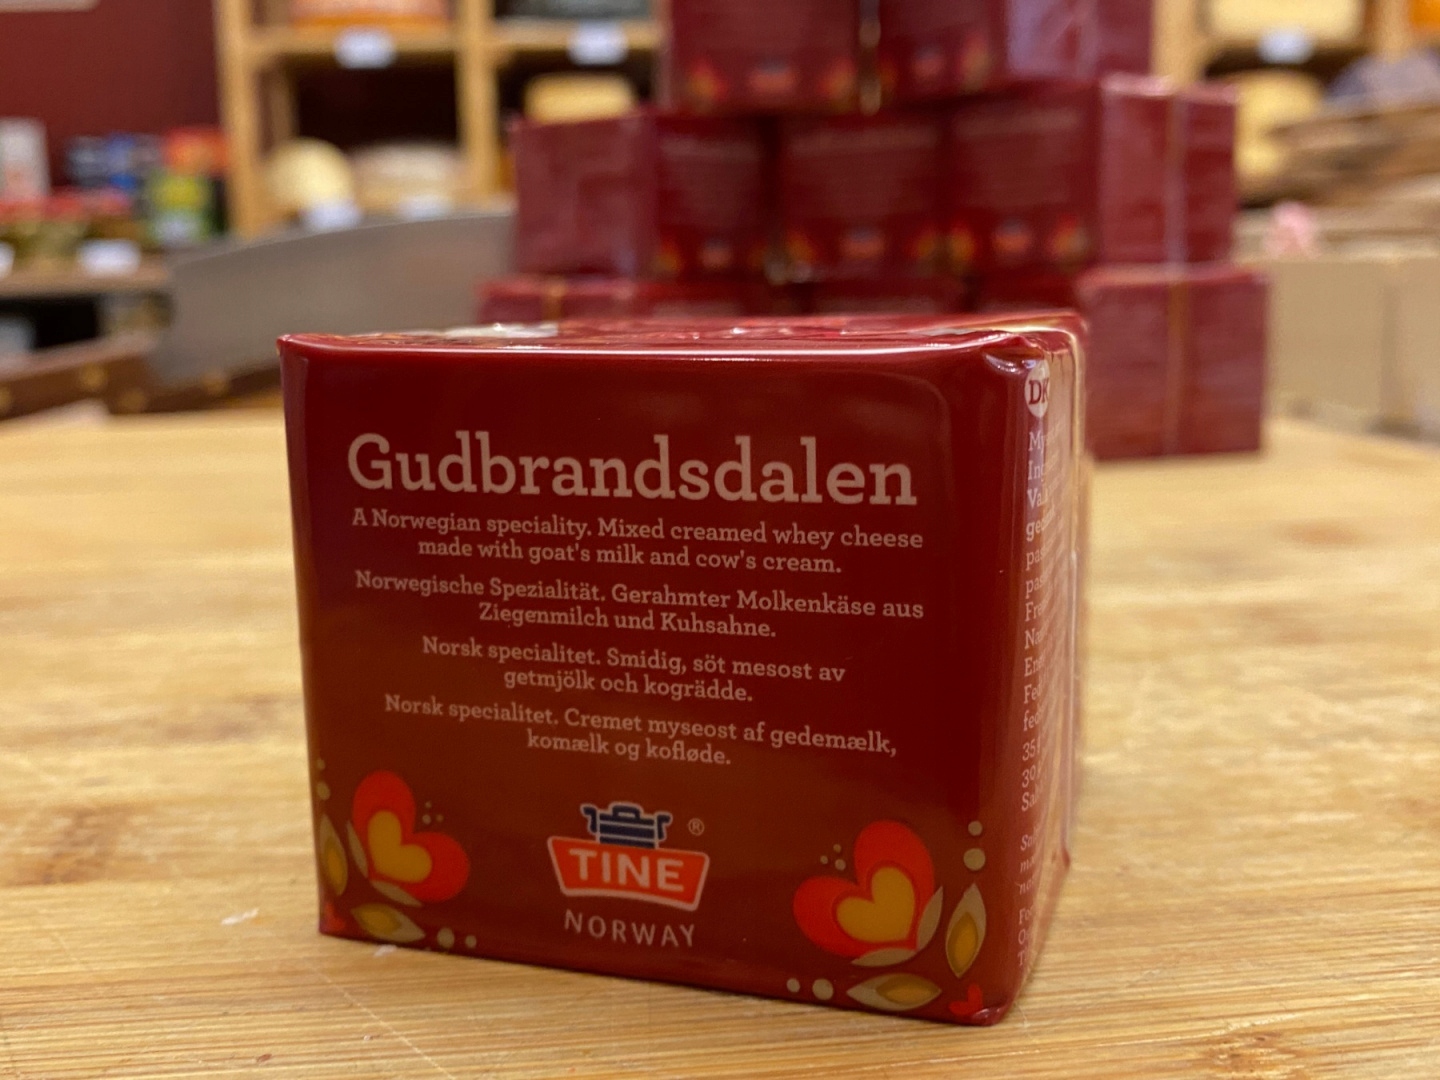 Gudbrandsdalen
A Norwegian speciality. Mixed creamed whey cheese
made with goat's milk and cow's cream.
Norwegische Spezialität. Gerahmter Molkenkäse aus
Ziegenmilch und Kuhsahne.
Norsk specialitet. Smidig, söt mesost av
getmjölk och kogrädde.
Norsk specialitet. Cremet myseost af gedemælk,
komælk og kofløde.
TINE ®
NORWAY
DK